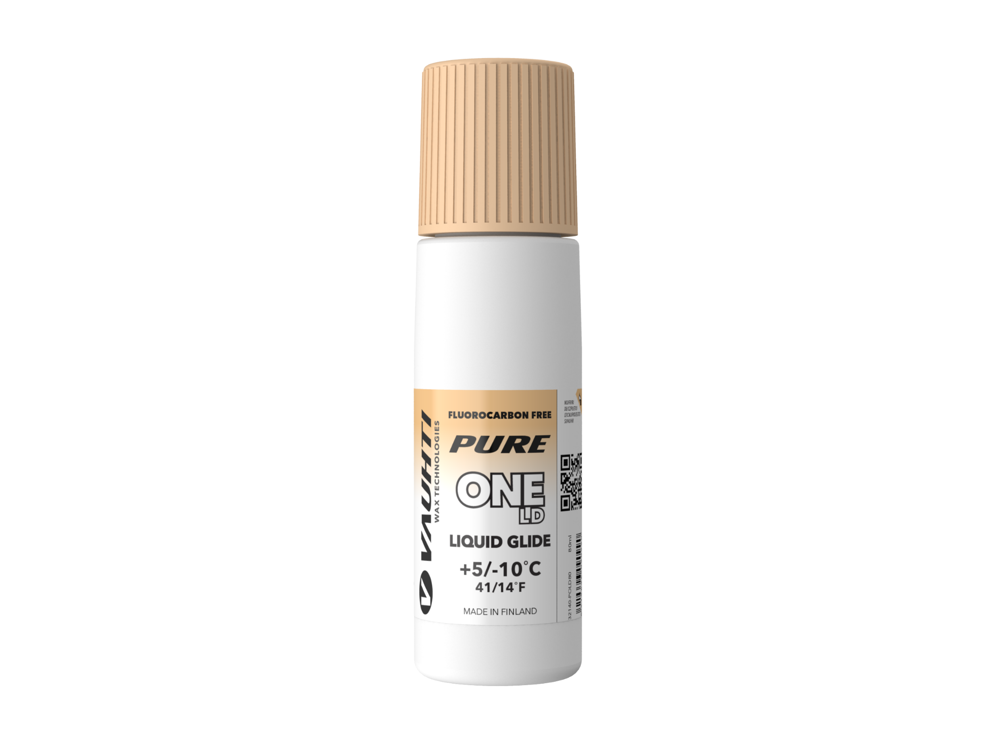 VAUHTI
WAX TECHNOLOGIES
FLUOROCARBON FREE
PURE
ONE
LD
LIQUID GLIDE
+5/-10°C
41/14°F
MADE IN FINLAND
80ml
32140-POLD80